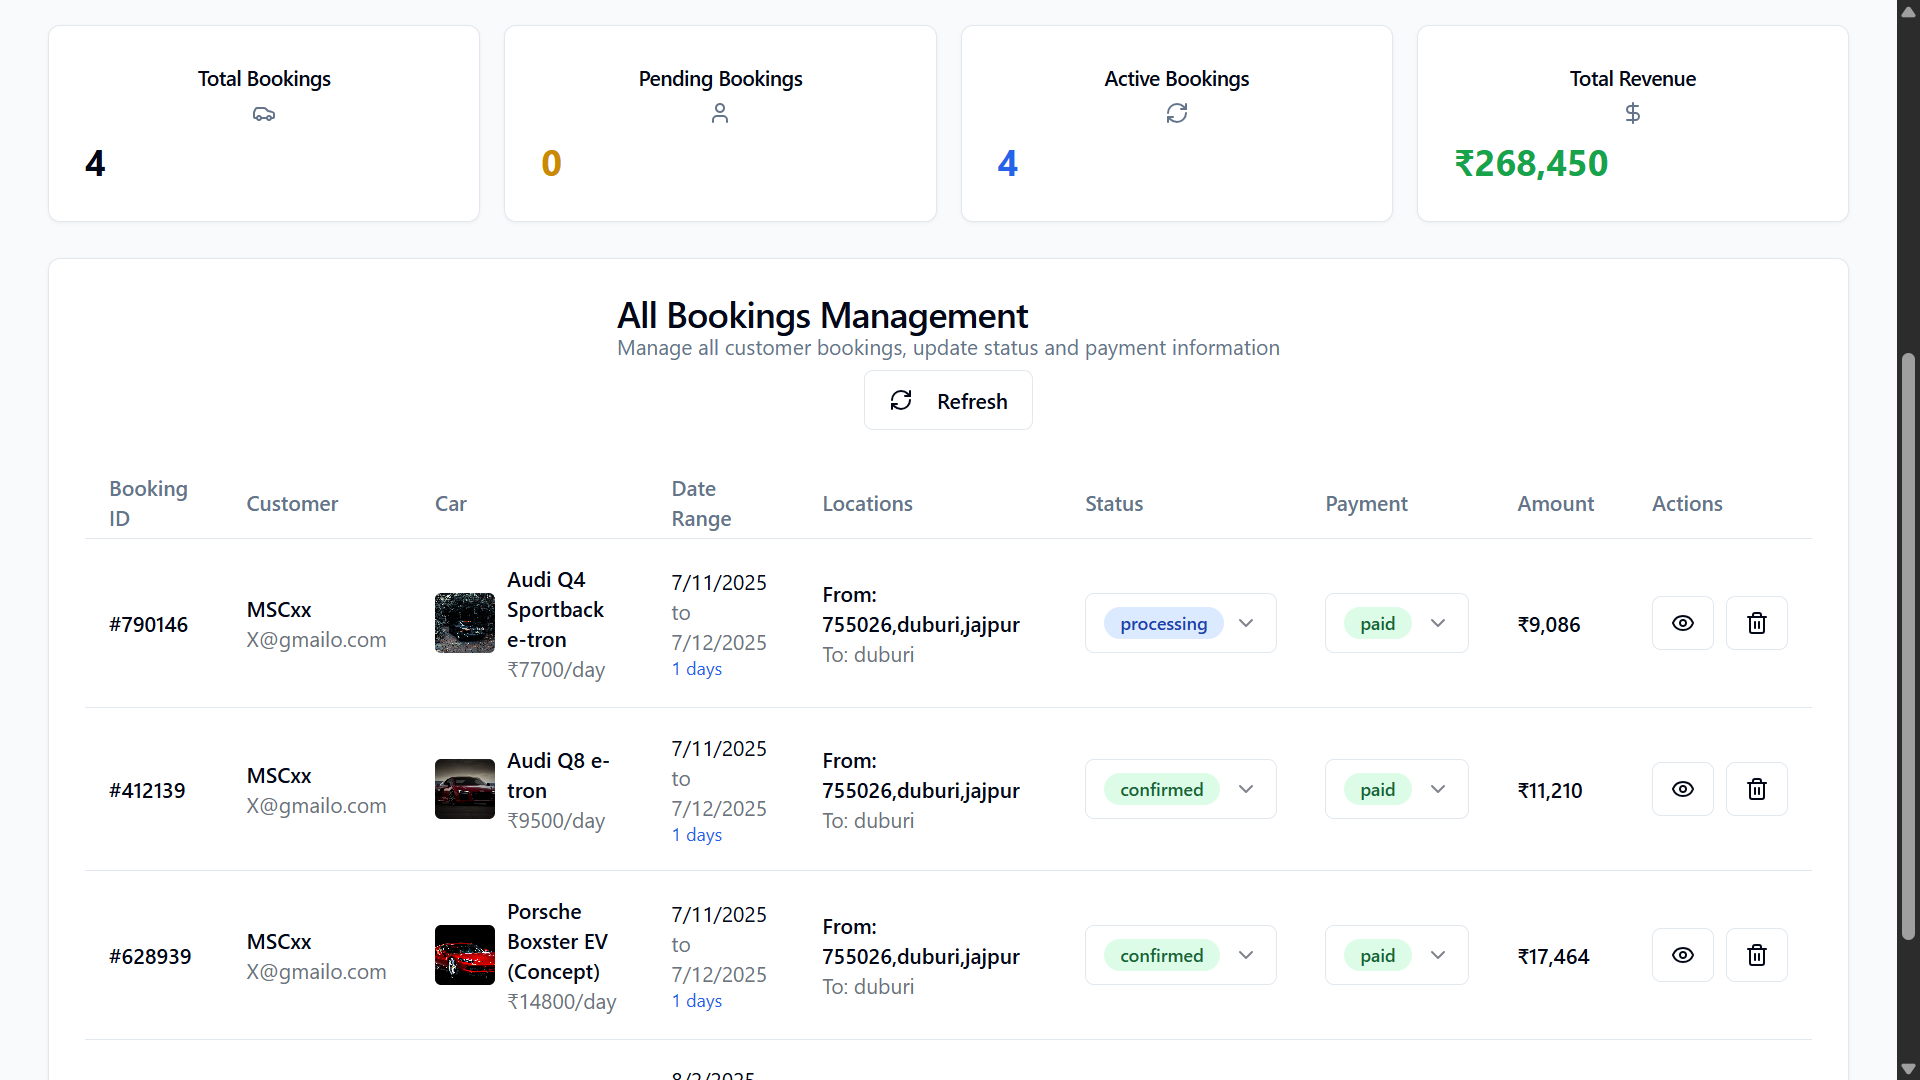 Total Bookings
4
Pending Bookings
0
Active Bookings
4
Total Revenue
₹268,450
All Bookings Management
Manage all customer bookings, update status and payment information
Refresh
Booking ID
Customer
Car
Date Range
Locations
Status
Payment
Amount
Actions
#790146
MSCxx
X@gmailo.com
Audi Q4
Sportback
e-tron
₹7700/day
7/11/2025
to
7/12/2025
1 days
From:
755026,duburi,jajpur
To: duburi
processing
paid
₹9,086
#412139
MSCxx
X@gmailo.com
Audi Q8 e-
tron
₹9500/day
7/11/2025
to
7/12/2025
1 days
From:
755026,duburi,jajpur
To: duburi
confirmed
paid
₹11,210
#628939
MSCxx
X@gmailo.com
Porsche
Boxster EV
(Concept)
₹14800/day
7/11/2025
to
7/12/2025
1 days
From:
755026,duburi,jajpur
To: duburi
confirmed
paid
₹17,464
8/2/2025